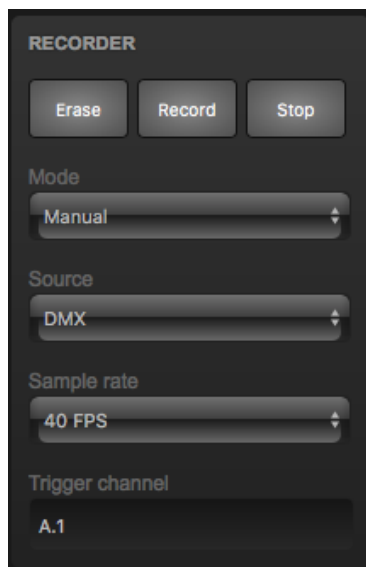 RECORDER
Erase Record Stop
Mode
Manual
Source
DMX
Sample rate
40 FPS
Trigger channel
A.1